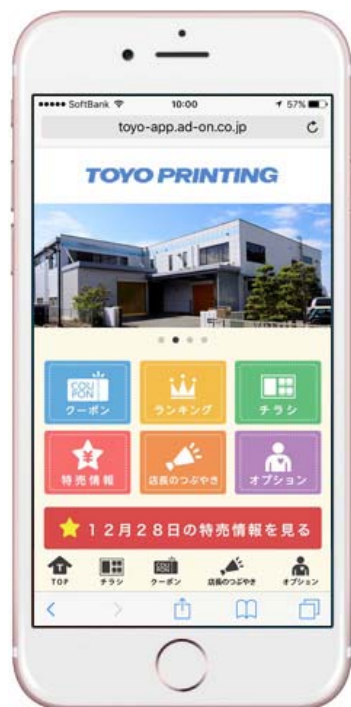 SoftBank 10:00 57%
toyo-app.ad-on.co.jp
TOYO PRINTING
COUPON
クーポン ランキング チラシ
¥
特売情報 店長のつぶやき オプション
12月28日の特売情報を見る
T
TOP チラシ クーポン 店長のつぶやき オプション